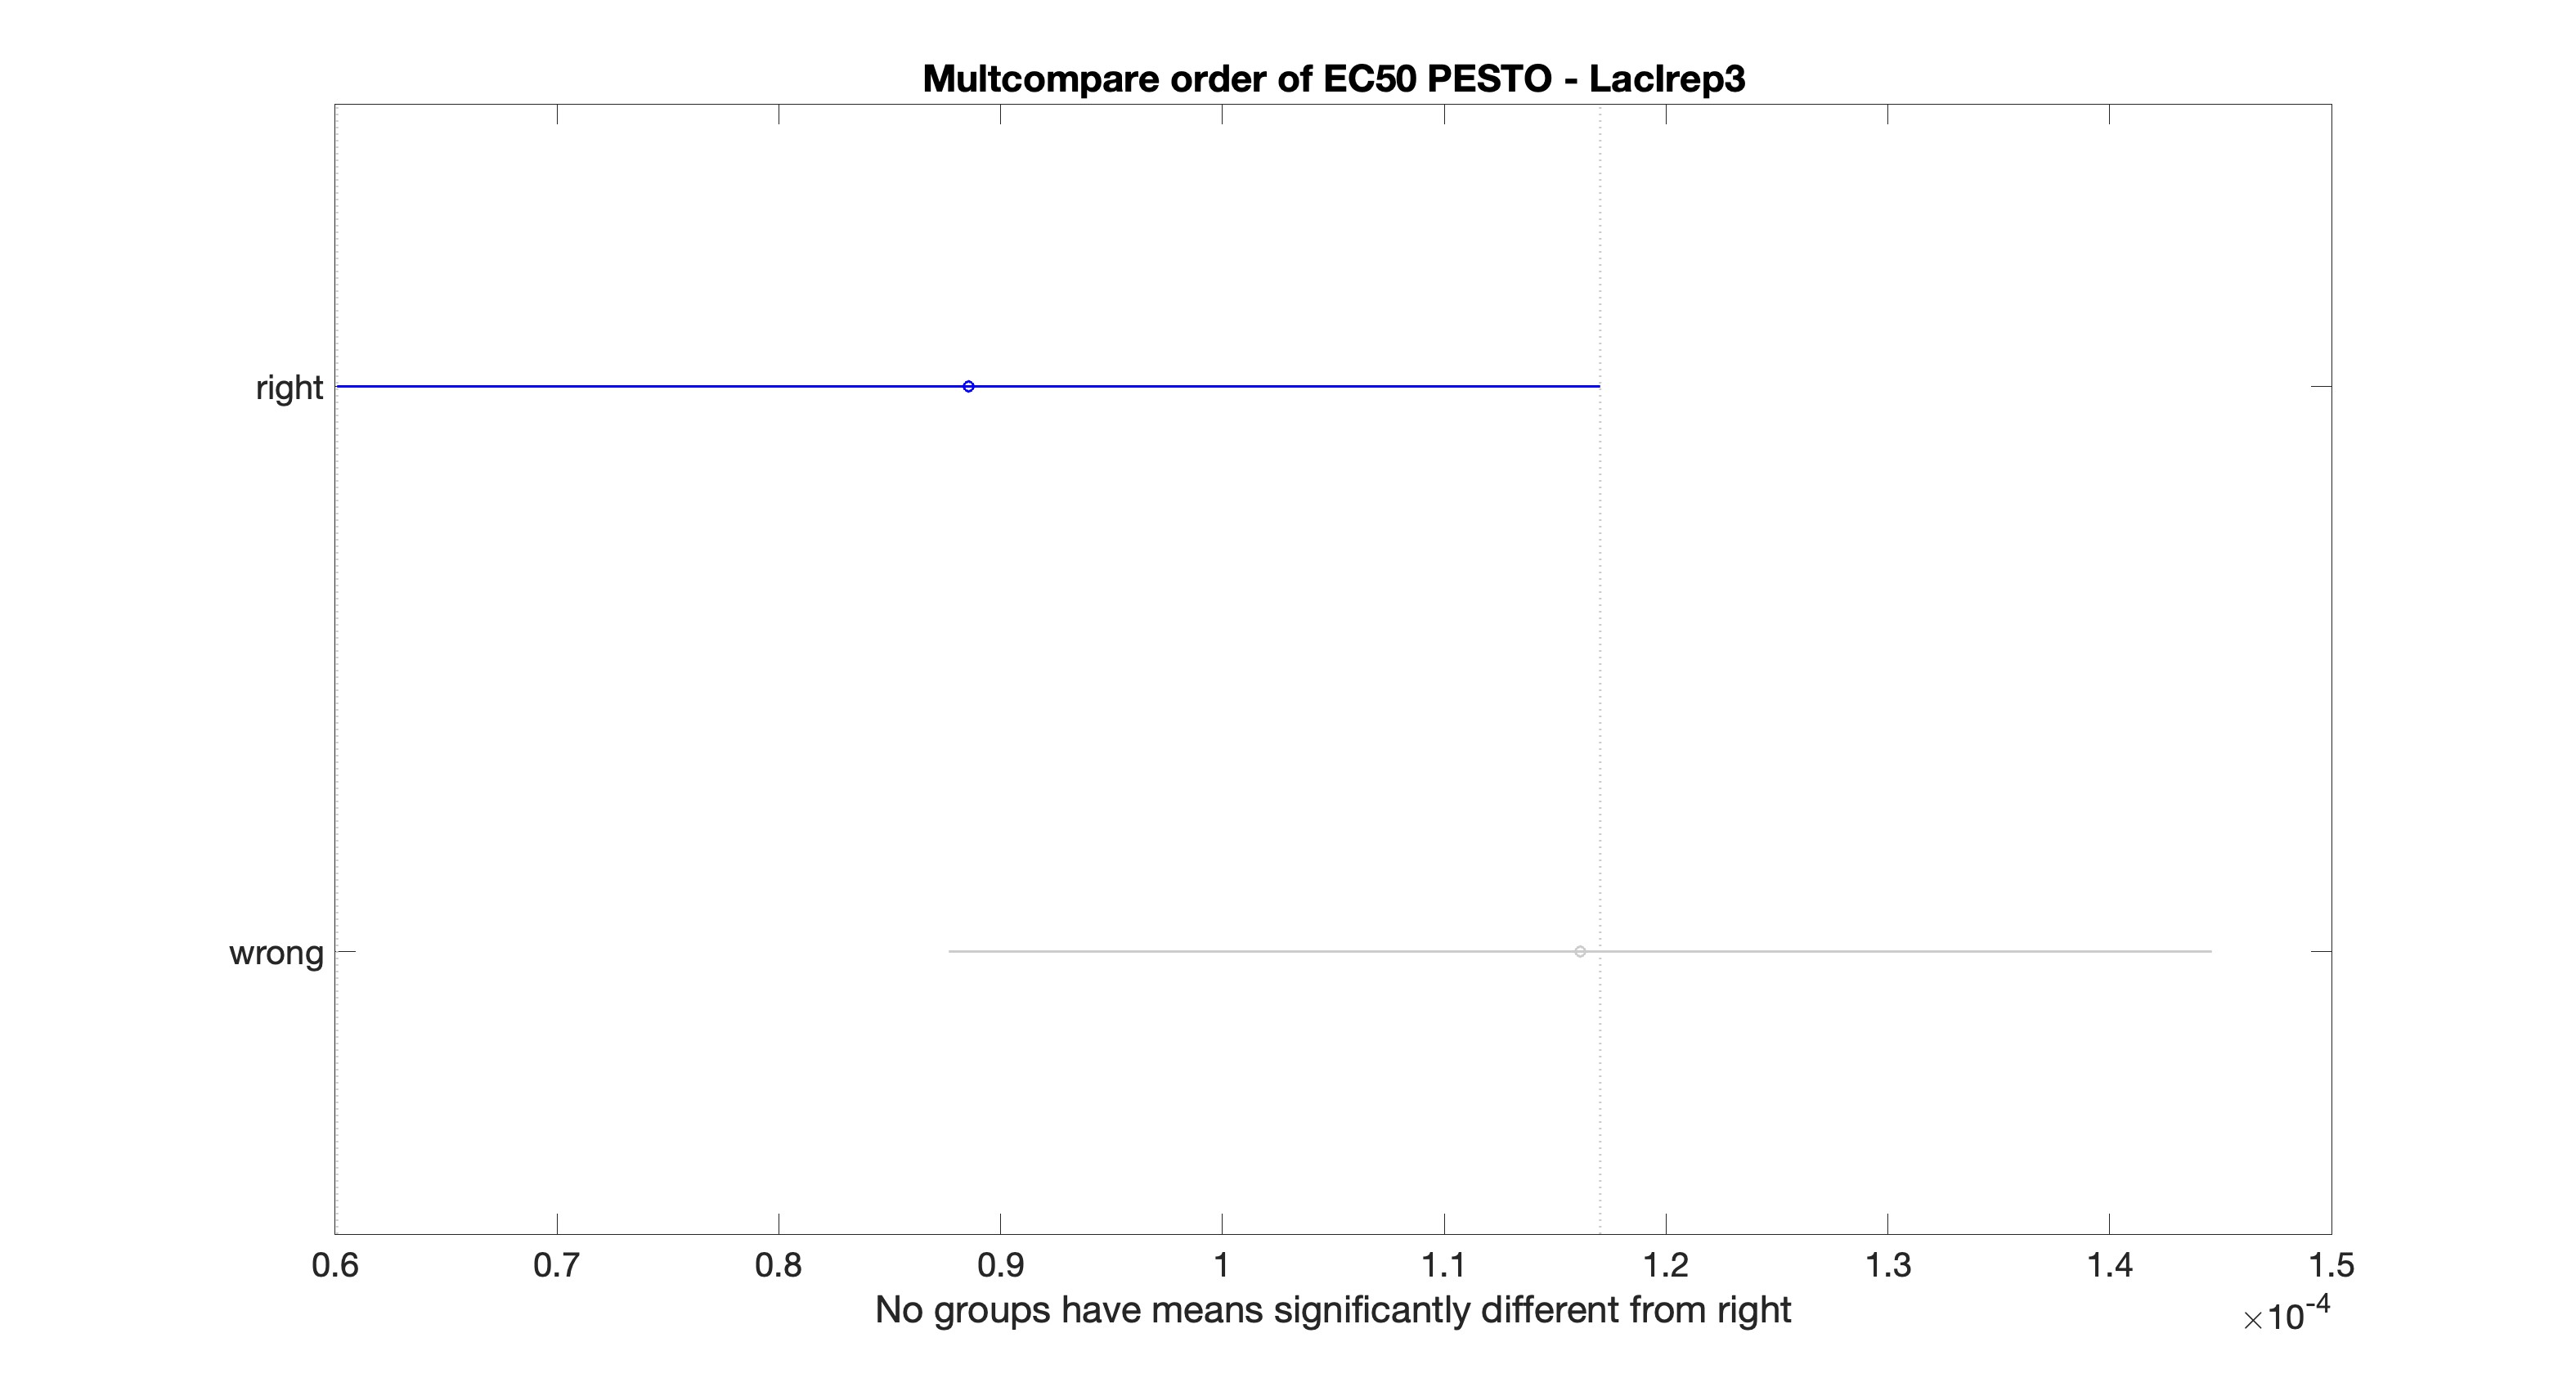 Multcompare order of EC50 PESTO - LacIrep3
right
wrong
0.6 0.7 0.8 0.9 1 1.1 1.2 1.3 1.4 1.5
No groups have means significantly different from right
×10-4